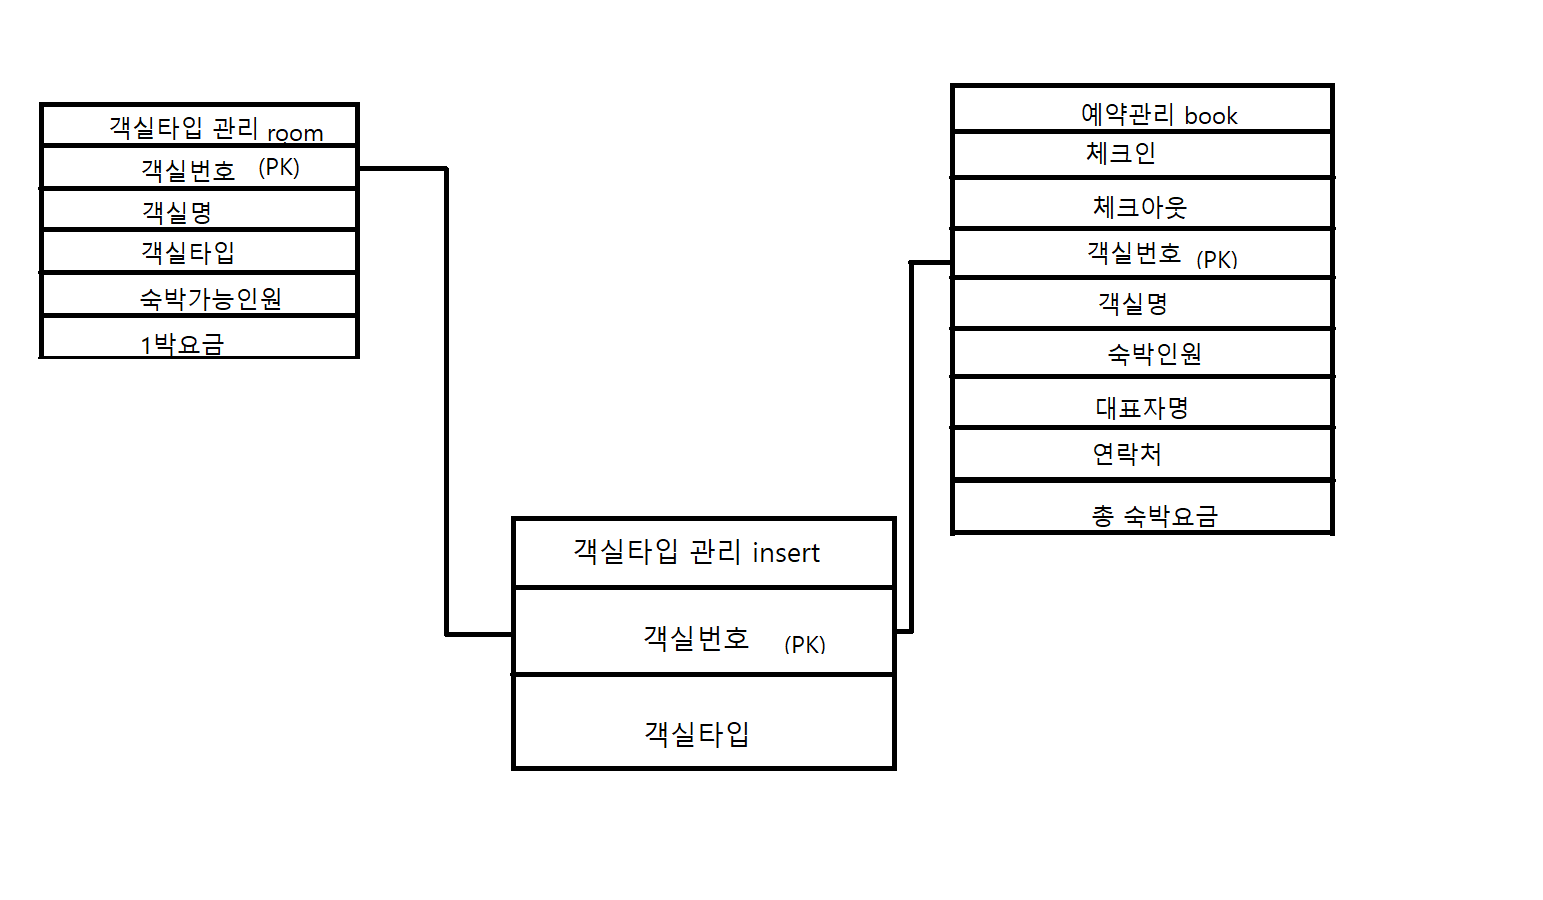 객실타입 관리 room
객실번호 (PK)
객실명
객실타입
숙박가능인원
1박요금
예약관리 book
체크인
체크아웃
객실번호 (PK)
객실명
숙박인원
대표자명
연락처
총 숙박요금
객실타입 관리 insert
객실번호 (PK)
객실타입